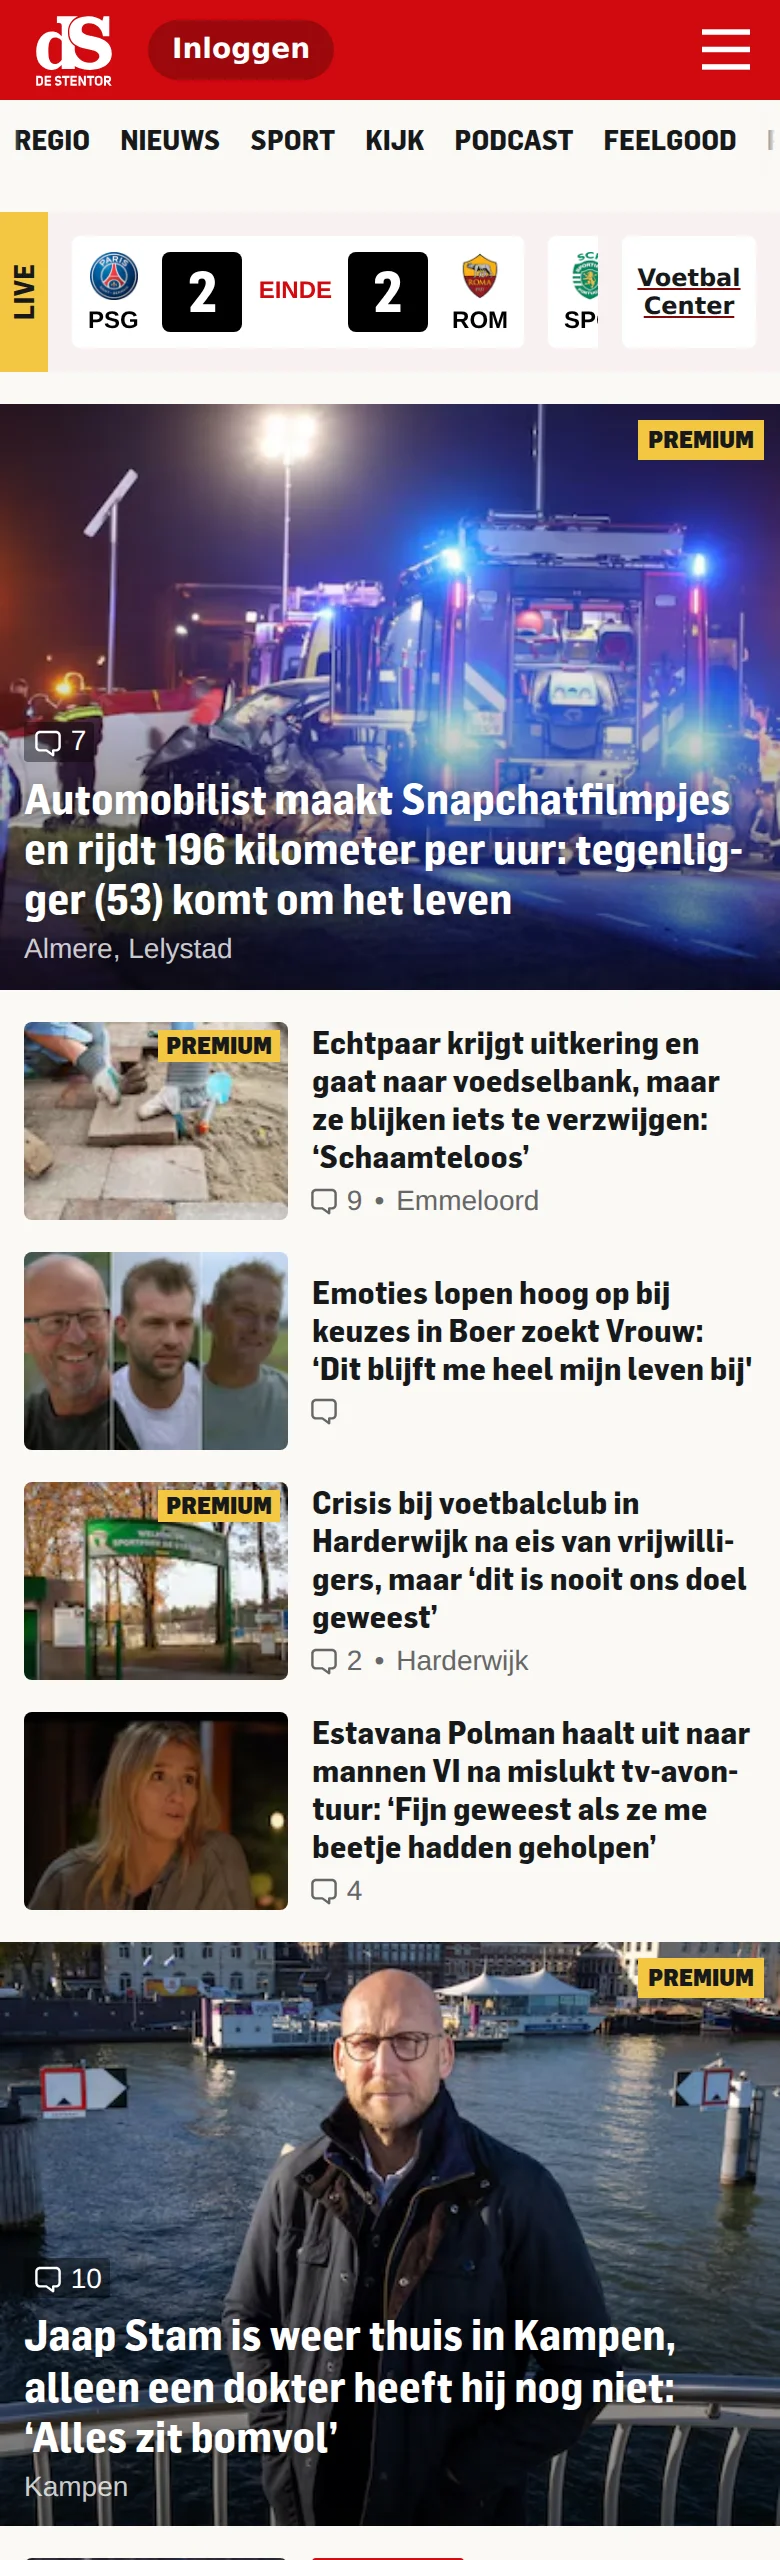 dS
DE STENTOR
Inloggen
REGIO NIEUWS SPORT KIJK PODCAST FEELGOOD
LIVE
PSG 2 EINDE 2 ROM
Voetbal
Center
PREMIUM
7
Automobilist maakt Snapchatfilmpjes
en rijdt 196 kilometer per uur: tegenlig-
ger (53) komt om het leven
Almere, Lelystad
PREMIUM
Echtpaar krijgt uitkering en
gaat naar voedselbank, maar
ze blijken iets te verzwijgen:
‘Schaamteloos’
9 • Emmeloord
Emoties lopen hoog op bij
keuzes in Boer zoekt Vrouw:
‘Dit blijft me heel mijn leven bij'
PREMIUM
Crisis bij voetbalclub in
Harderwijk na eis van vrijwilli-
gers, maar ‘dit is nooit ons doel
geweest’
2 • Harderwijk
Estavana Polman haalt uit naar
mannen VI na mislukt tv-avon-
tuur: ‘Fijn geweest als ze me
beetje hadden geholpen’
4
PREMIUM
10
Jaap Stam is weer thuis in Kampen,
alleen een dokter heeft hij nog niet:
‘Alles zit bomvol’
Kampen